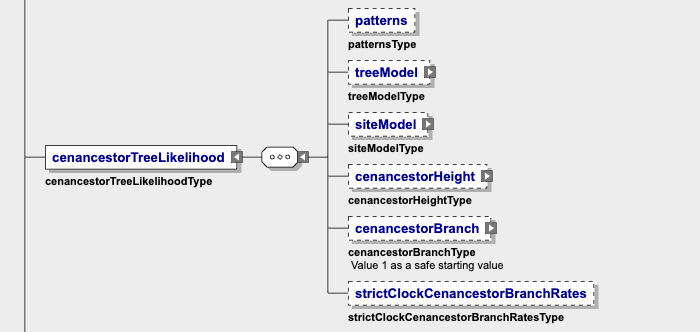 patterns
patternsType
treeModel
treeModelType
siteModel
siteModelType
cenancestorTreeLikelihood
cenancestorTreeLikelihoodType
cenancestorHeight
cenancestorHeightType
cenancestorBranch
cenancestorBranchType
Value 1 as a safe starting value
strictClockCenancestorBranchRates
strictClockCenancestorBranchRatesType